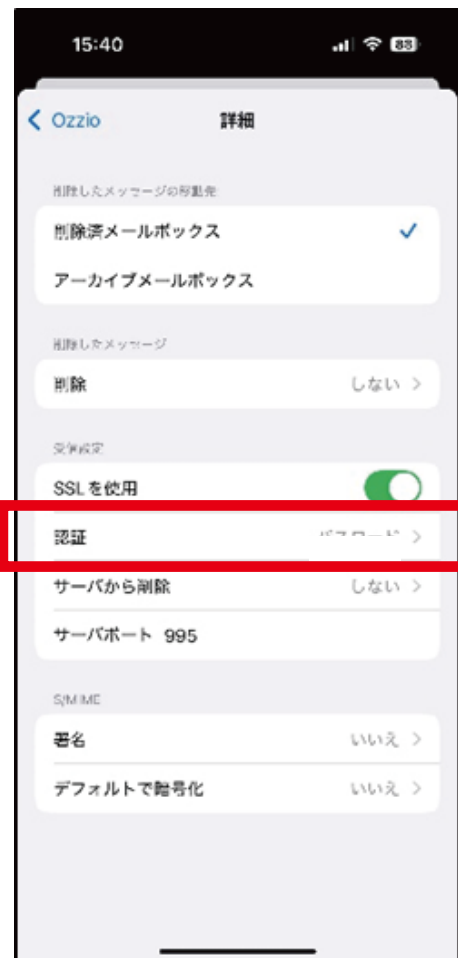 15:40
88
Ozzio
詳細
削除したメッセージの移動先
削除済メールボックス
アーカイブメールボックス
削除したメッセージ
削除
しない
受信設定
SSLを使用
認証
パスワード
サーバから削除
しない
サーバポート 995
S/MIME
署名
いいえ
デフォルトで暗号化
いいえ